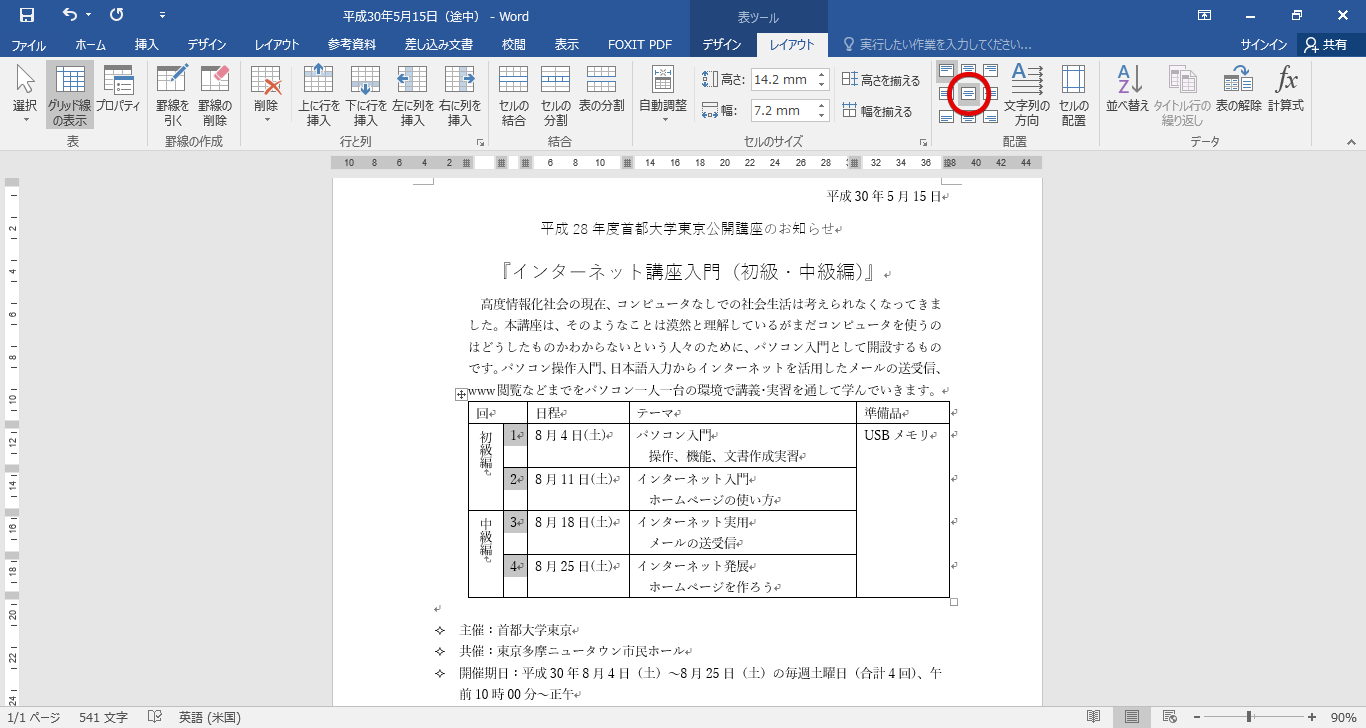 平成30年5月15日（途中） - Word
表ツール
ファイル ホーム 挿入 デザイン レイアウト 参考資料 差し込み文書 校閲 表示 FOXIT PDF デザイン レイアウト 実行したい作業を入力してください... サインイン 共有
選択 グリッド線の表示 プロパティ 罫線を引く 罫線の削除 削除 上に行を挿入 下に行を挿入 左に列を挿入 右に列を挿入 セルの結合 セルの分割 表の分割 自動調整 高さ: 14.2 mm 高さを揃える 幅: 7.2 mm 幅を揃える 文字列の方向 セルの配置 並べ替え タイトル行の繰り返し 表の解除 計算式
表 罫線の作成 行と列 結合 セルのサイズ 配置 データ
10 8 6 4 2 6 8 10 14 16 18 20 22 24 26 28 32 34 36 38 40 42 44
平成 30 年 5 月 15 日
平成 28 年度首都大学東京公開講座のお知らせ
『インターネット講座入門（初級・中級編）』
高度情報化社会の現在、コンピュータなしでの社会生活は考えられなくなってきま
した。本講座は、そのようなことは漠然と理解しているがまだコンピュータを使うの
はどうしたものかわからないという人々のために、パソコン入門として開設するもの
です。パソコン操作入門、日本語入力からインターネットを活用したメールの送受信、
www 閲覧などまでをパソコン一人一台の環境で講義・実習を通して学んでいきます。
回 日程 テーマ 準備品
初級編 1 8 月 4 日(土) パソコン入門 USB メモリ
操作、機能、文書作成実習
2 8 月 11 日(土) インターネット入門
ホームページの使い方
中級編 3 8 月 18 日(土) インターネット実用
メールの送受信
4 8 月 25 日(土) インターネット発展
ホームページを作ろう
主催：首都大学東京
共催：東京多摩ニュータウン市民ホール
開催期日：平成 30 年 8 月 4 日（土）～8 月 25 日（土）の毎週土曜日（合計 4 回）、午
前 10 時 00 分～正午
2
4
6
8
10
12
14
16
18
20
22
24
1/1 ページ 541 文字 英語 (米国) 90%